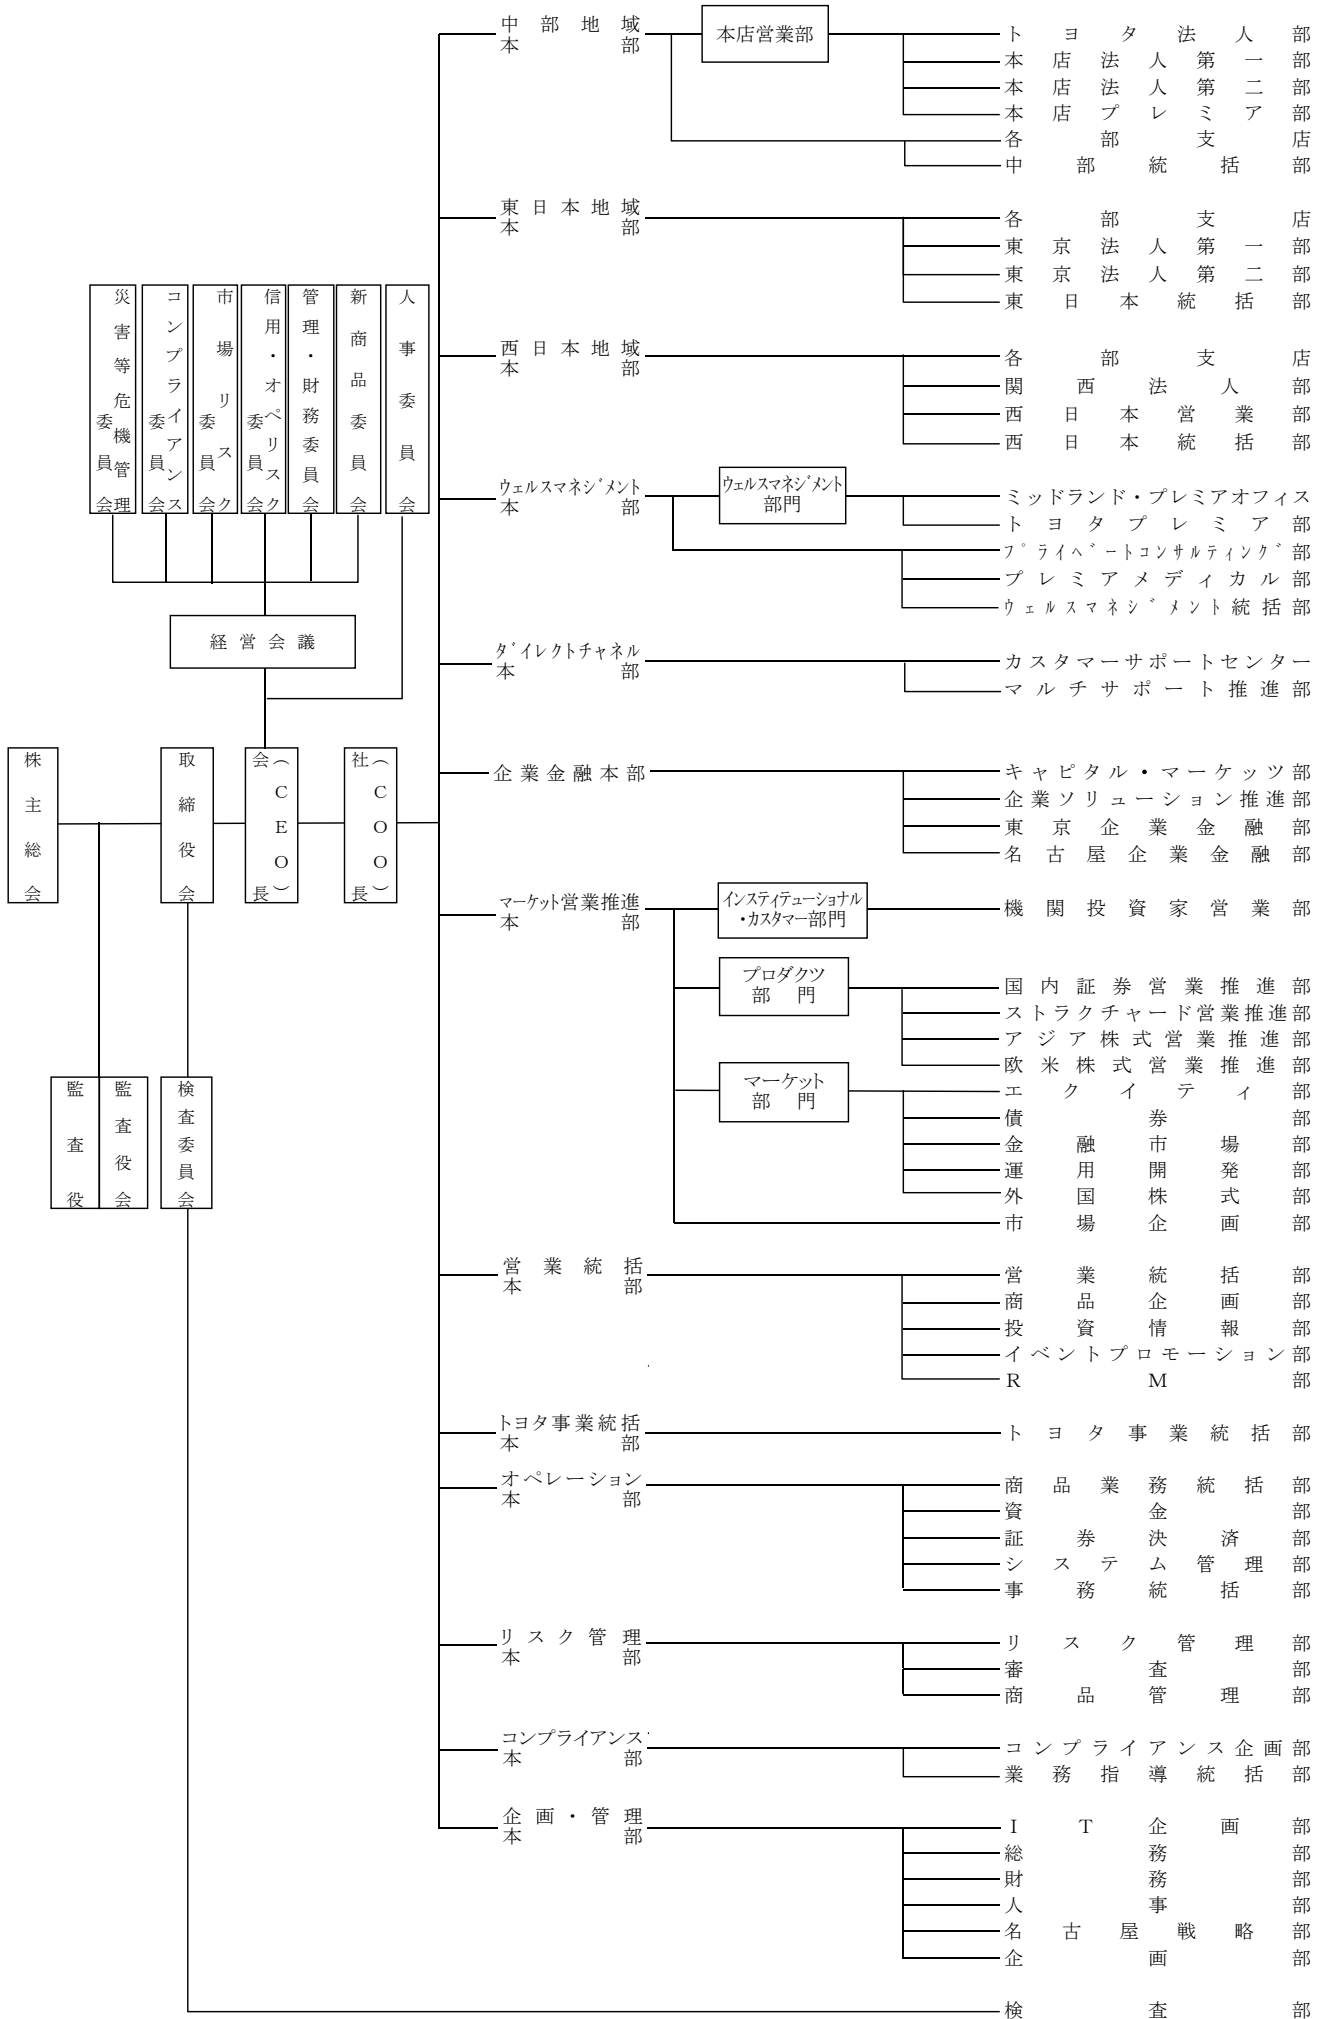 中部地域
本部
本店営業部
トヨタ法人部
本店法人第一部
本店法人第二部
本店プレミア部
各部支店
中部統括部
東日本地域
本部
各部支店
東京法人第一部
東京法人第二部
東日本統括部
西日本地域
本部
各部支店
関西法人部
西日本営業部
西日本統括部
災害等危機管理
委員会
コンプライアンス
委員会
市場リスク
委員会
信用・オペリスク
委員会
管理・財務委員会
新商品委員会
人事委員会
経営会議
株主総会
取締役会
会長
(CEO)
社長
(COO)
監査役
監査役会
検査委員会
ウェルスマネジメント
本部
ウェルスマネジメント
部門
ミッドランド・プレミアオフィス
トヨタプレミア部
プライベートコンサルティング部
プレミアメディカル部
ウェルスマネジメント統括部
ダイレクトチャネル
本部
カスタマーサポートセンター
マルチサポート推進部
企業金融本部
キャピタル・マーケッツ部
企業ソリューション推進部
東京企業金融部
名古屋企業金融部
マーケット営業推進
本部
インスティテューショナル
・カスタマー部門
機関投資家営業部
プロダクツ
部門
国内証券営業推進部
ストラクチャード営業推進部
アジア株式営業推進部
欧米株式営業推進部
マーケット
部門
エクイティ部
債券部
金融市場部
運用開発部
外国株式部
市場企画部
営業統括
本部
営業統括部
商品企画部
投資情報部
イベントプロモーション部
RM部
トヨタ事業統括
本部
トヨタ事業統括部
オペレーション
本部
商品業務統括部
資金部
証券決済部
システム管理部
事務統括部
リスク管理
本部
リスク管理部
審査部
商品管理部
コンプライアンス
本部
コンプライアンス企画部
業務指導統括部
企画・管理
本部
IT企画部
総務部
財務部
人事部
名古屋戦略部
企画部
検査部